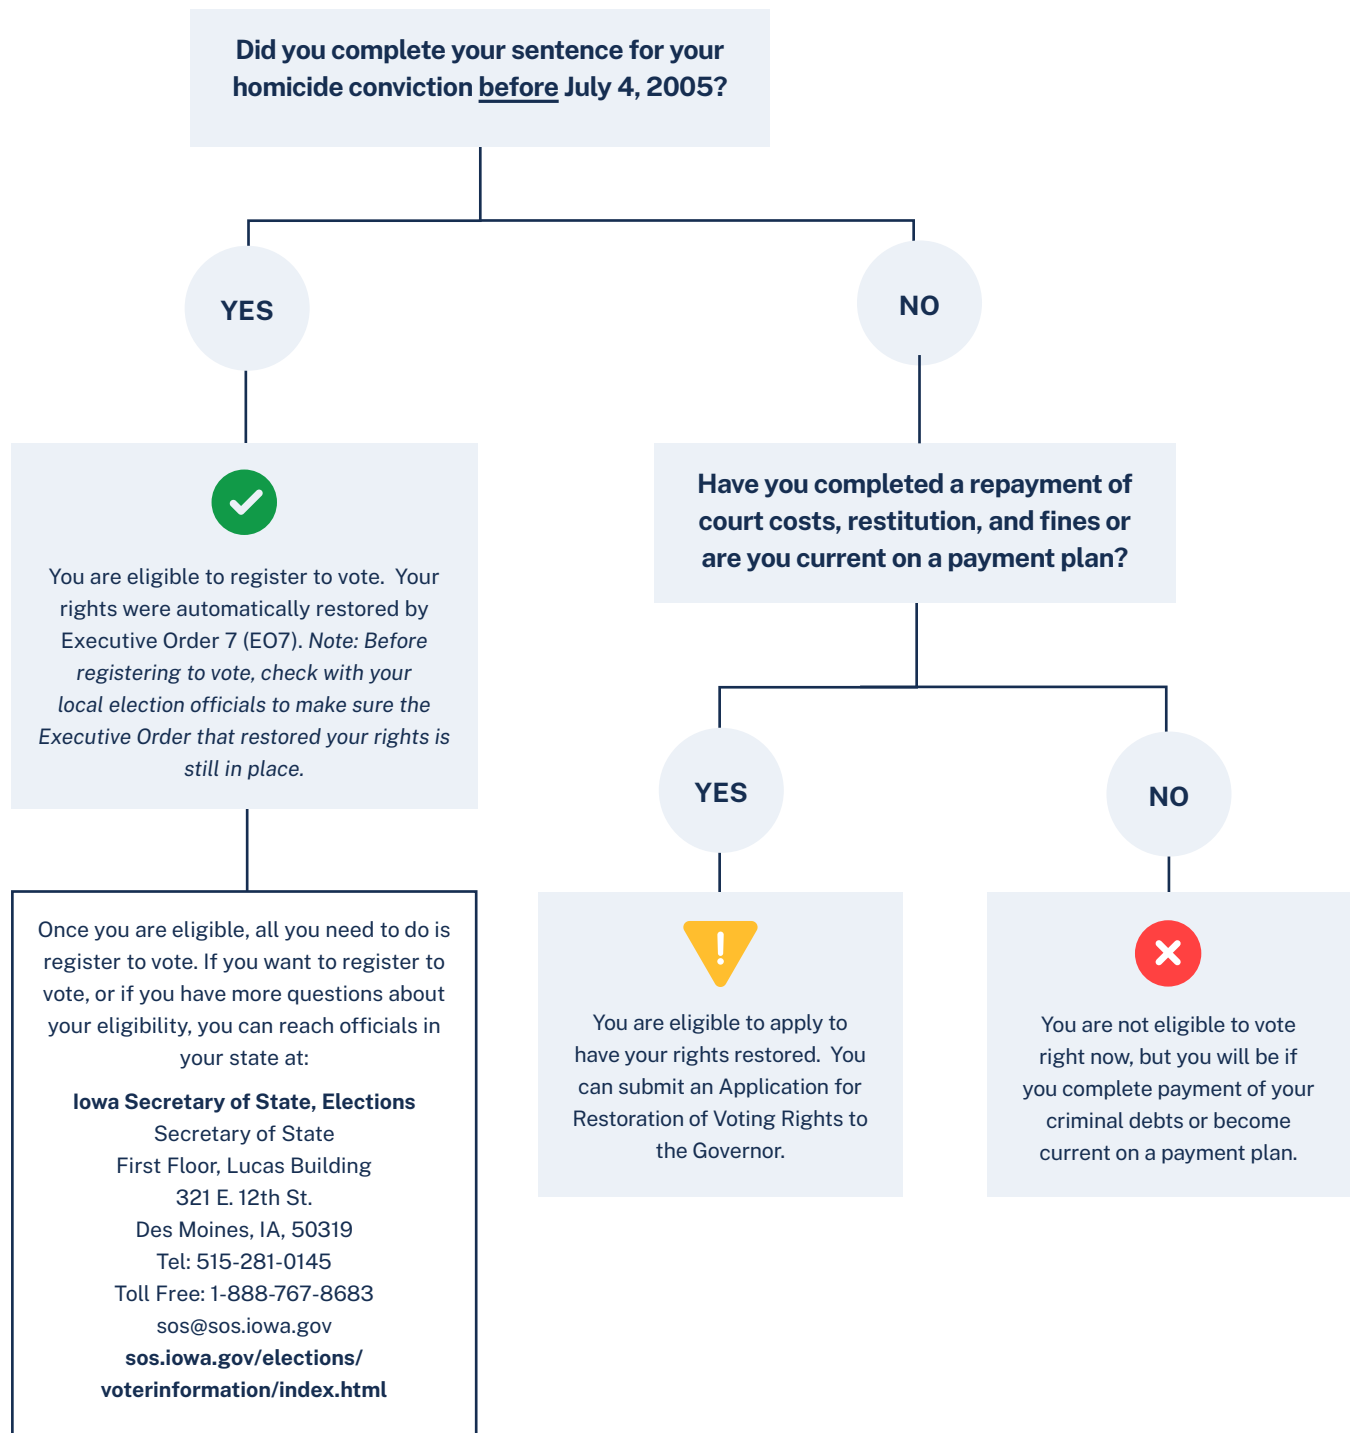 Did you complete your sentence for your
homicide conviction before July 4, 2005?
YES
NO
You are eligible to register to vote.  Your
rights were automatically restored by
Executive Order 7 (EO7). Note: Before
registering to vote, check with your
local election officials to make sure the
Executive Order that restored your rights is
still in place.
Have you completed a repayment of
court costs, restitution, and fines or
are you current on a payment plan?
YES
NO
Once you are eligible, all you need to do is
register to vote. If you want to register to
vote, or if you have more questions about
your eligibility, you can reach officials in
your state at:
Iowa Secretary of State, Elections
Secretary of State
First Floor, Lucas Building
321 E. 12th St.
Des Moines, IA, 50319
Tel: 515-281-0145
Toll Free: 1-888-767-8683
sos@sos.iowa.gov
sos.iowa.gov/elections/
voterinformation/index.html
You are eligible to apply to
have your rights restored.  You
can submit an Application for
Restoration of Voting Rights to
the Governor.
You are not eligible to vote
right now, but you will be if
you complete payment of your
criminal debts or become
current on a payment plan.